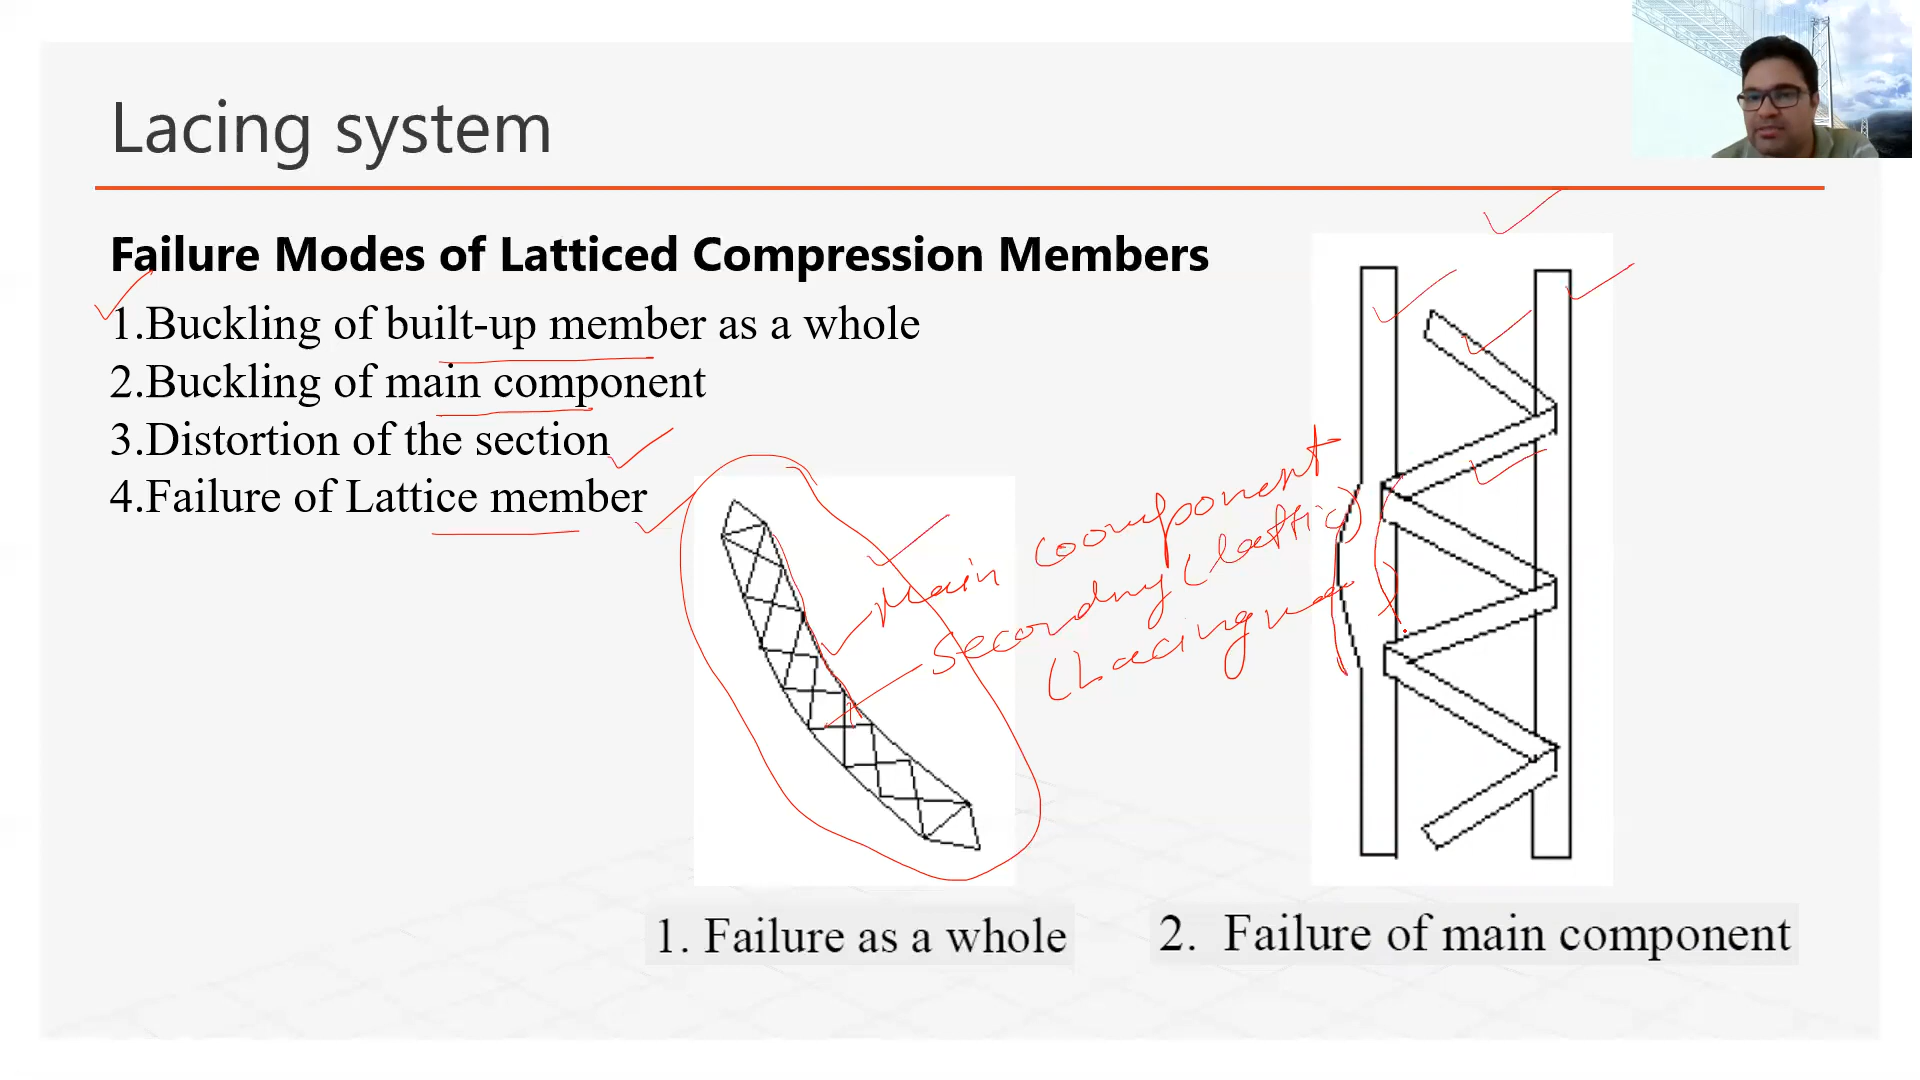 Lacing system
Failure Modes of Latticed Compression Members
1.Buckling of built-up member as a whole
2.Buckling of main component
3.Distortion of the section
4.Failure of Lattice member
Main component
(Lacing
1. Failure as a whole
2. Failure of main component